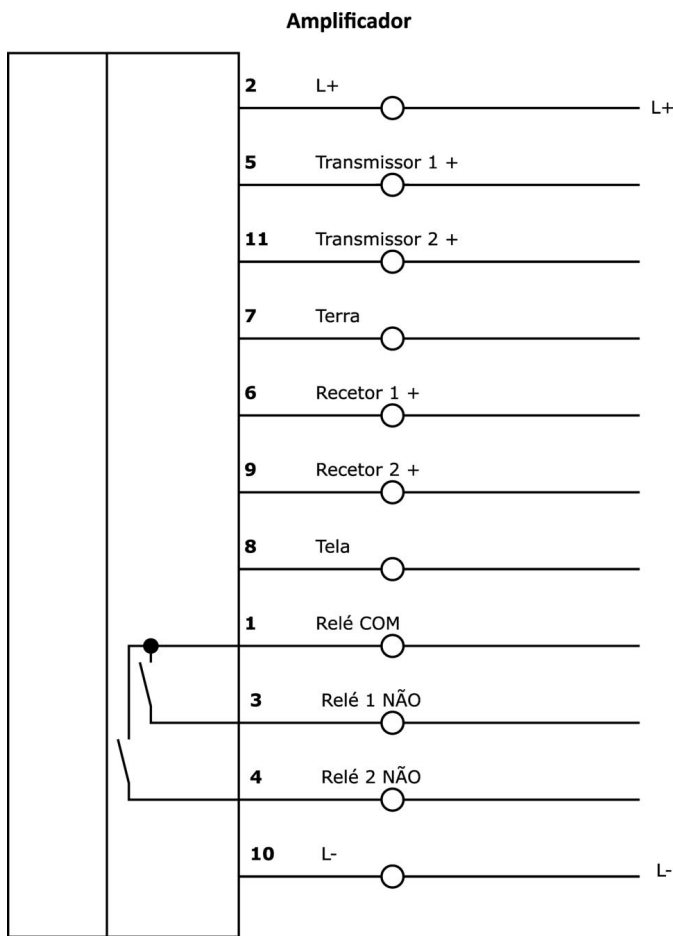 Amplificador
2 L+
L+
5 Transmissor 1 +
11 Transmissor 2 +
7 Terra
6 Recetor 1 +
9 Recetor 2 +
8 Tela
1 Relé COM
3 Relé 1 NÃO
4 Relé 2 NÃO
10 L-
L-